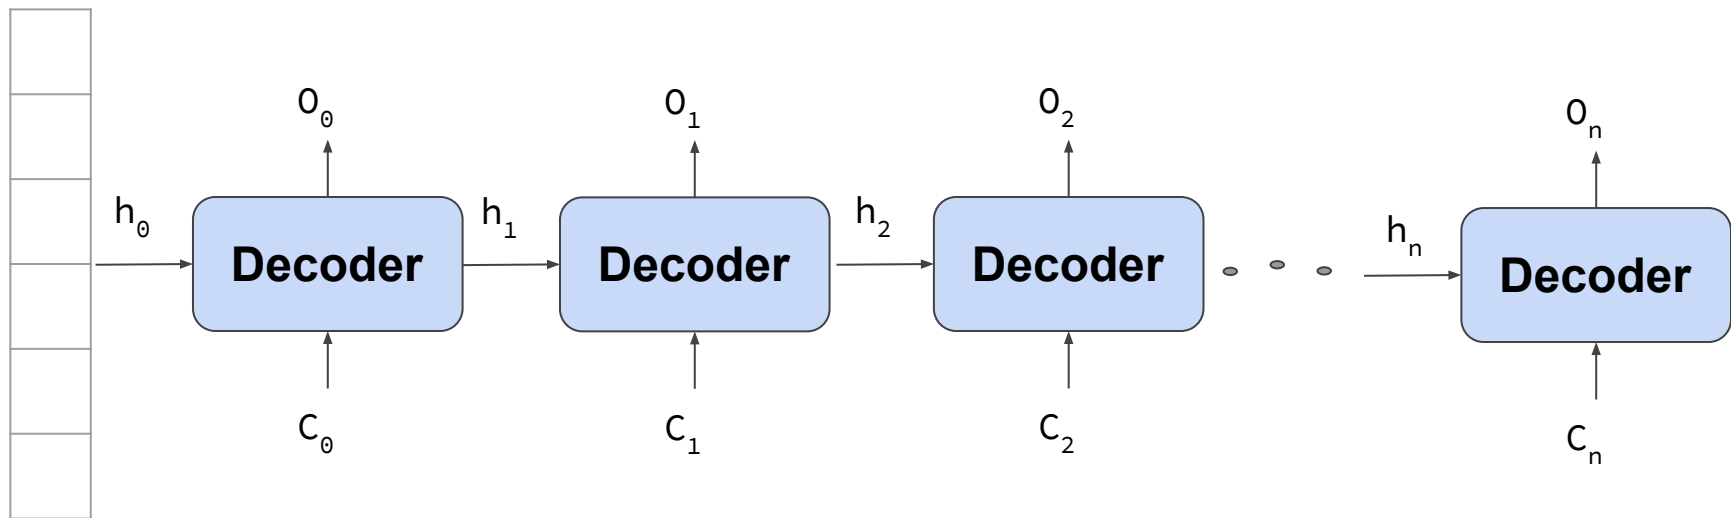 O₀ O₁ O₂ Oₙ
h₀ h₁ h₂ hₙ
Decoder Decoder Decoder Decoder
C₀ C₁ C₂ Cₙ